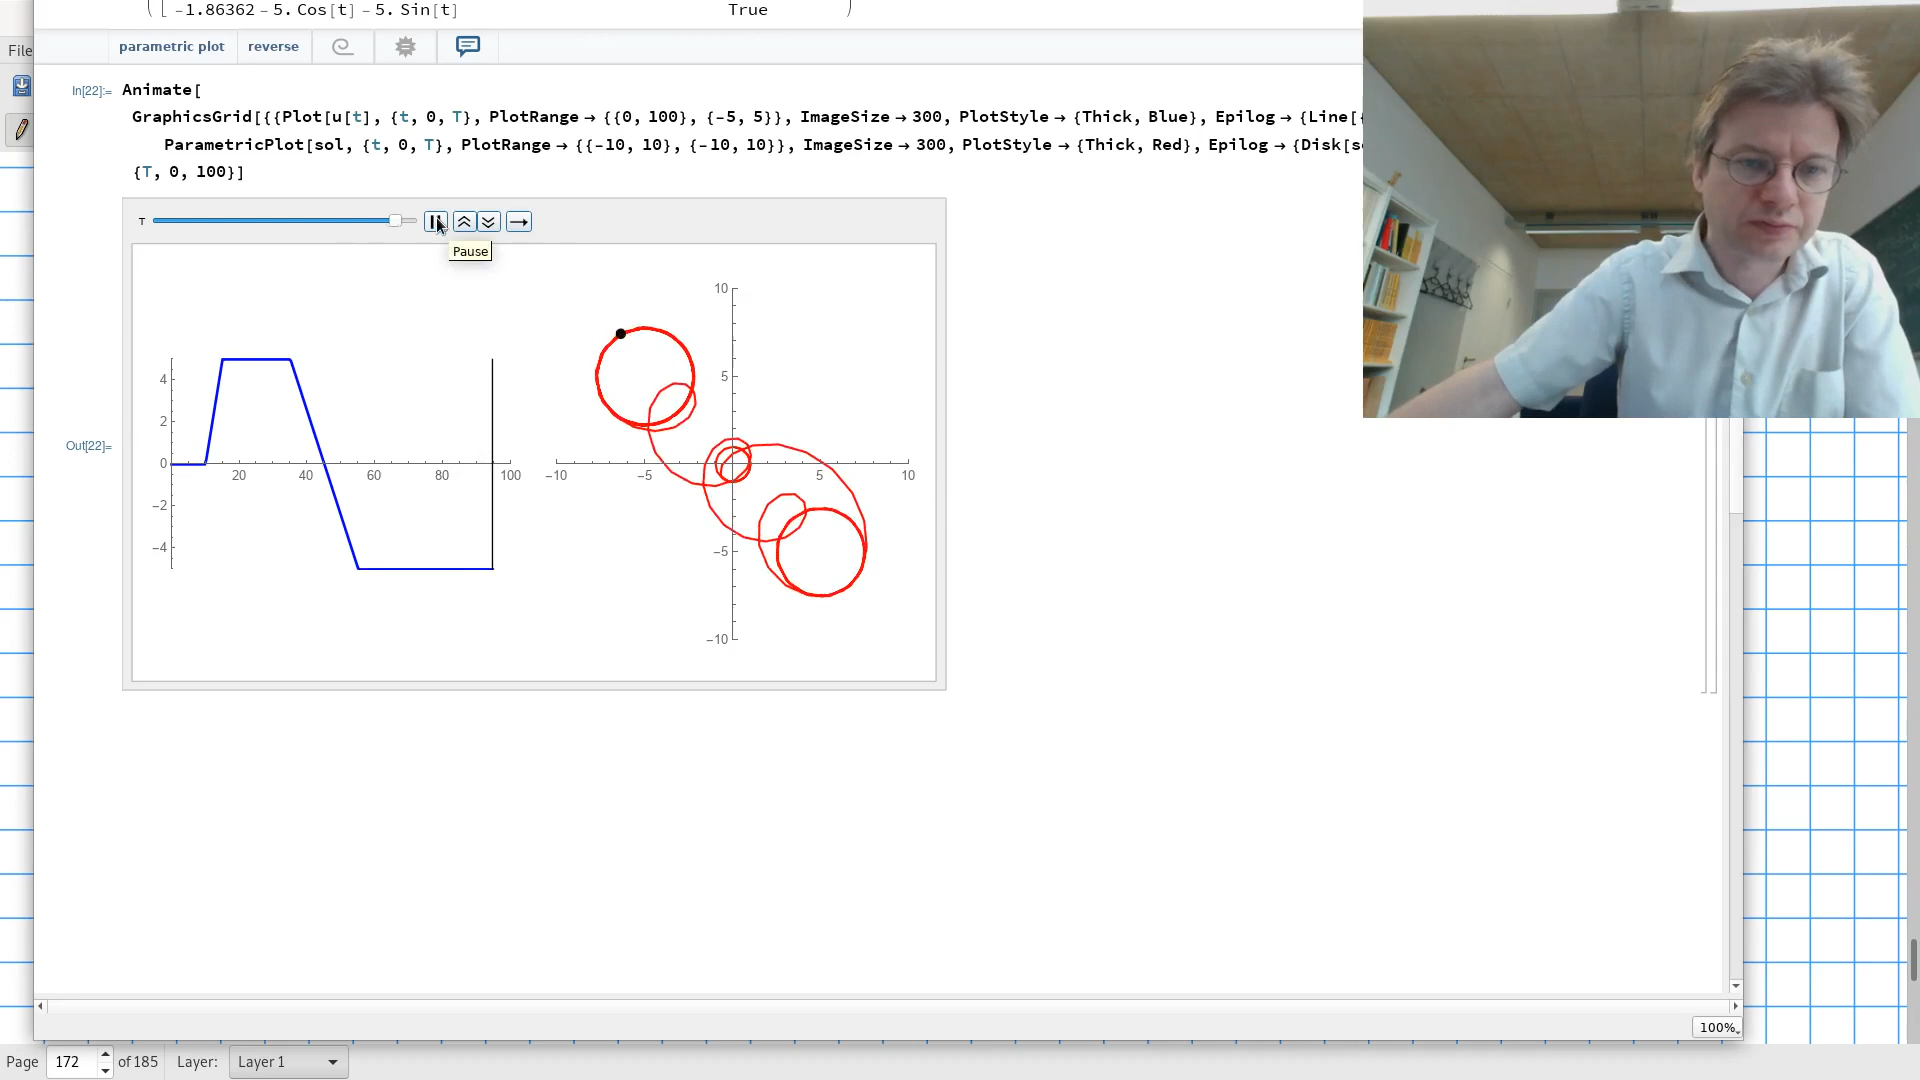 -1.86362 - 5. Cos[t] - 5. Sin[t] True
File
parametric plot reverse
In[22]:= Animate[
GraphicsGrid[{{Plot[u[t], {t, 0, T}, PlotRange → {{0, 100}, {-5, 5}}, ImageSize → 300, PlotStyle → {Thick, Blue}, Epilog → {Line[{
ParametricPlot[sol, {t, 0, T}, PlotRange → {{-10, 10}, {-10, 10}}, ImageSize → 300, PlotStyle → {Thick, Red}, Epilog → {Disk[s
{T, 0, 100}]
T
Pause
Out[22]=
4
2
0
-2
-4
20 40 60 80 100
10
5
-5
-10
-10 -5 5 10
100%
Page 172 of 185 Layer: Layer 1